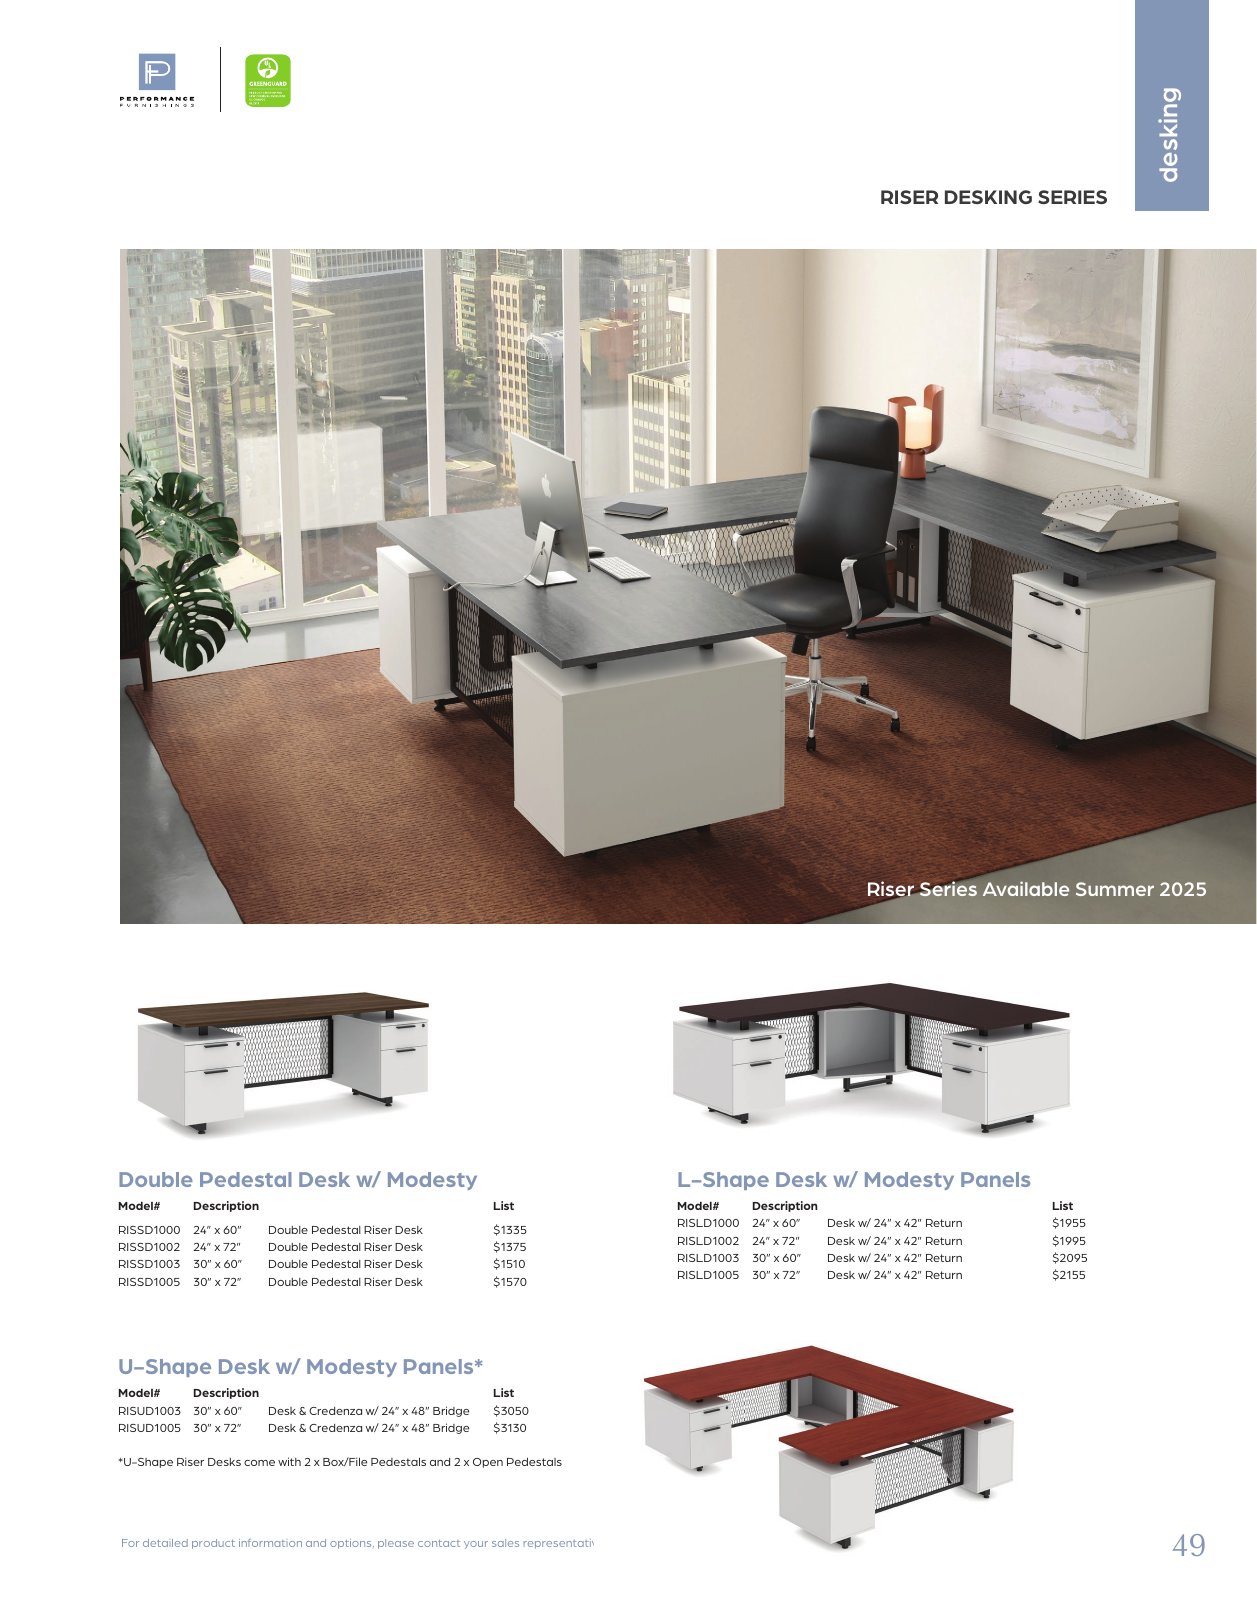 PERFORMANCE
FURNISHINGS
GREENGUARD
desking
RISER DESKING SERIES
Riser Series Available Summer 2025
Double Pedestal Desk w/ Modesty
Model# Description List
RISSD1000 24" x 60" Double Pedestal Riser Desk $1335
RISSD1002 24" x 72" Double Pedestal Riser Desk $1375
RISSD1003 30" x 60" Double Pedestal Riser Desk $1510
RISSD1005 30" x 72" Double Pedestal Riser Desk $1570
L-Shape Desk w/ Modesty Panels
Model# Description List
RISLD1000 24" x 60" Desk w/ 24" x 42" Return $1955
RISLD1002 24" x 72" Desk w/ 24" x 42" Return $1995
RISLD1003 30" x 60" Desk w/ 24" x 42" Return $2095
RISLD1005 30" x 72" Desk w/ 24" x 42" Return $2155
U-Shape Desk w/ Modesty Panels*
Model# Description List
RISUD1003 30" x 60" Desk & Credenza w/ 24" x 48" Bridge $3050
RISUD1005 30" x 72" Desk & Credenza w/ 24" x 48" Bridge $3130
*U-Shape Riser Desks come with 2 x Box/File Pedestals and 2 x Open Pedestals
For detailed product information and options, please contact your sales representativ
49